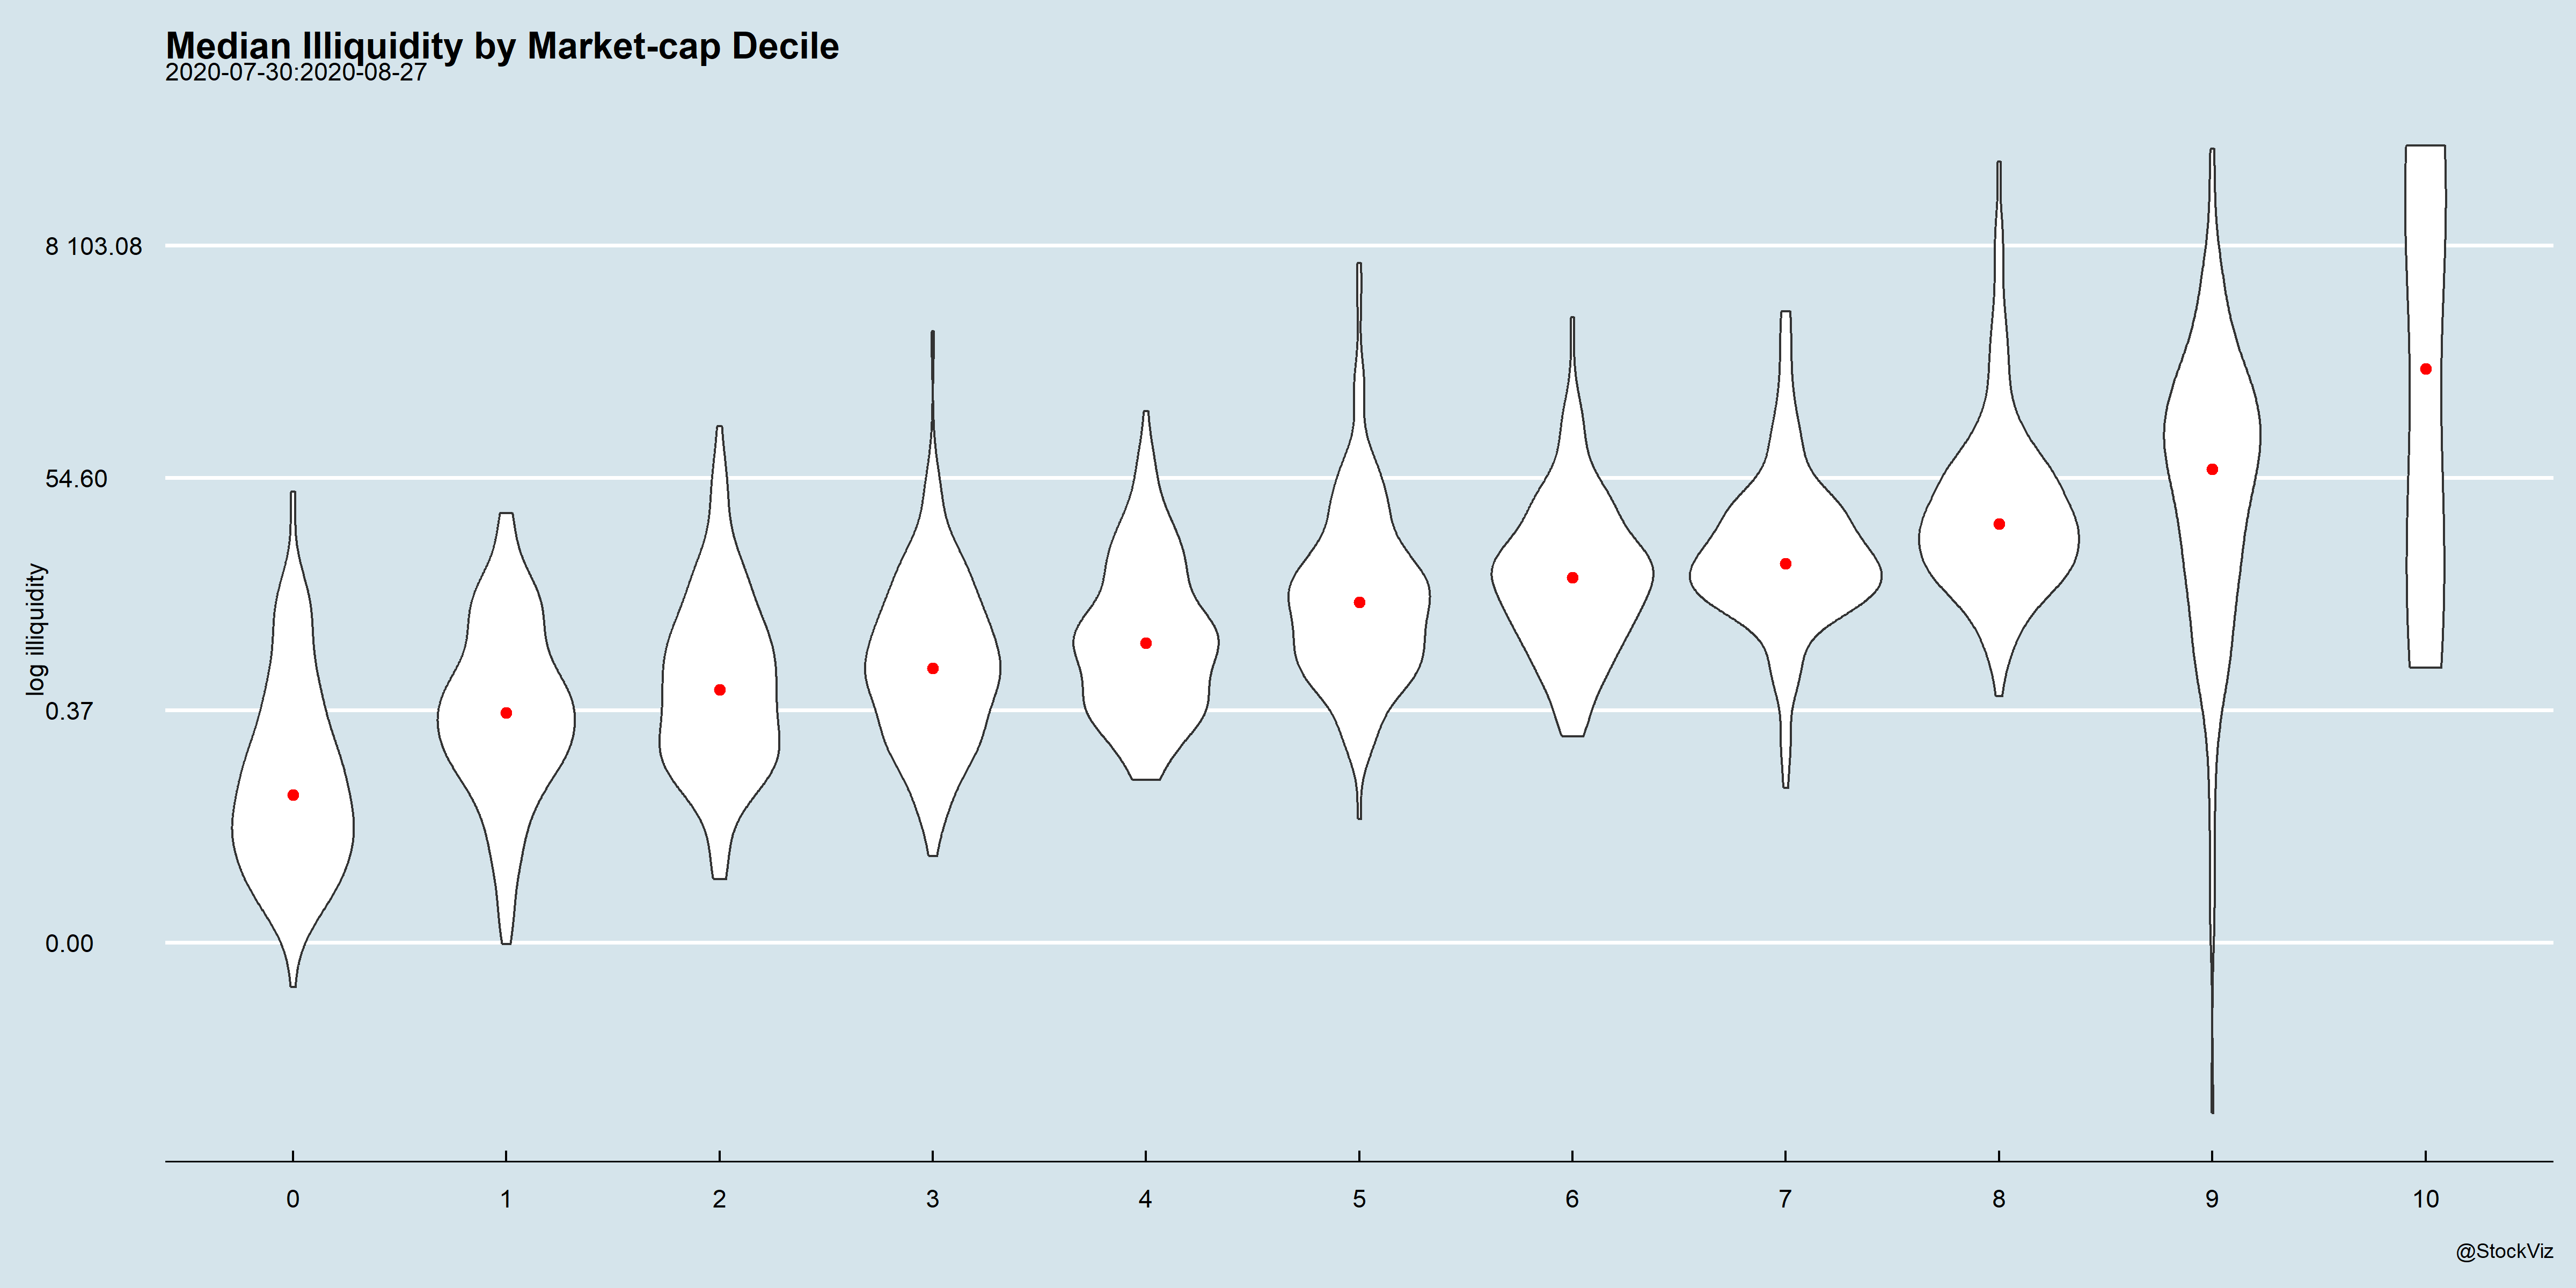 Median Illiquidity by Market-cap Decile
2020-07-30:2020-08-27
8 103.08
54.60
log illiquidity
0.37
0.00
0 1 2 3 4 5 6 7 8 9 10
@StockViz